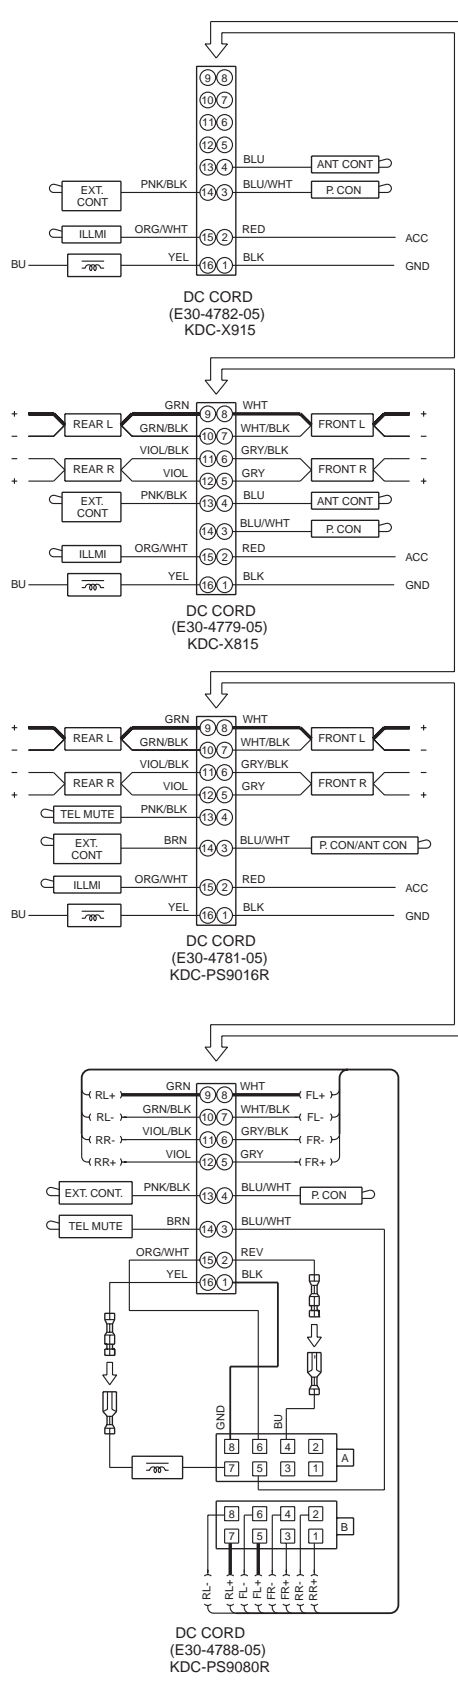 9 8
10 7
11 6
12 5
13 4 BLU ANT CONT
EXT. CONT PNK/BLK 14 3 BLU/WHT P. CON
ILLMI ORG/WHT 15 2 RED ACC
BU YEL 16 1 BLK GND
DC CORD
(E30-4782-05)
KDC-X915
+ REAR L GRN 9 8 WHT FRONT L +
− GRN/BLK 10 7 WHT/BLK −
− REAR R VIOL/BLK 11 6 GRY/BLK FRONT R −
+ VIOL 12 5 GRY +
EXT. CONT PNK/BLK 13 4 BLU ANT CONT
14 3 BLU/WHT P. CON
ILLMI ORG/WHT 15 2 RED ACC
BU YEL 16 1 BLK GND
DC CORD
(E30-4779-05)
KDC-X815
+ REAR L GRN 9 8 WHT FRONT L +
− GRN/BLK 10 7 WHT/BLK −
− REAR R VIOL/BLK 11 6 GRY/BLK FRONT R −
+ VIOL 12 5 GRY +
TEL MUTE PNK/BLK 13 4
EXT. CONT BRN 14 3 BLU/WHT P. CON/ANT CON
ILLMI ORG/WHT 15 2 RED ACC
BU YEL 16 1 BLK GND
DC CORD
(E30-4781-05)
KDC-PS9016R
RL+ GRN 9 8 WHT FL+
RL- GRN/BLK 10 7 WHT/BLK FL-
RR- VIOL/BLK 11 6 GRY/BLK FR-
RR+ VIOL 12 5 GRY FR+
EXT. CONT. PNK/BLK 13 4 BLU/WHT P. CON
TEL MUTE BRN 14 3 BLU/WHT
ORG/WHT 15 2 REV
YEL 16 1 BLK
GND BU
8 6 4 2
A
7 5 3 1
8 6 4 2
B
7 5 3 1
RL- RL+ FL- FL+ FR- FR+ RR- RR+
DC CORD
(E30-4788-05)
KDC-PS9080R